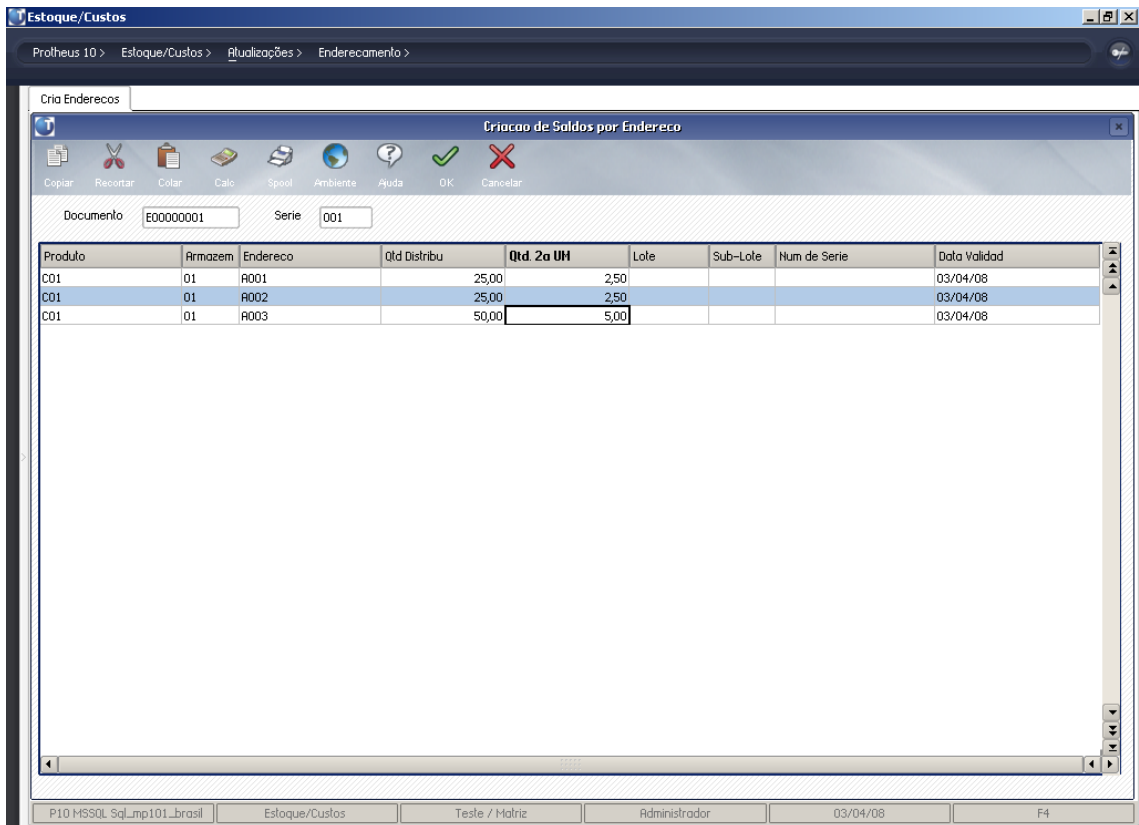 Estoque/Custos
Protheus 10 > Estoque/Custos > Atualizações > Enderecamento >
Cria Enderecos
Criacao de Saldos por Endereco
Copiar Recortar Colar Calc Spool Ambiente Ajuda OK Cancelar
Documento E00000001 Serie 001
Produto Armazem Endereco Qtd Distribu Qtd. 2a UM Lote Sub-Lote Num de Serie Data Validad
C01 01 A001 25,00 2,50 03/04/08
C01 01 A002 25,00 2,50 03/04/08
C01 01 A003 50,00 5,00 03/04/08
P10 MSSQL Sql_mp101_brasil Estoque/Custos Teste / Matriz Administrador 03/04/08 F4